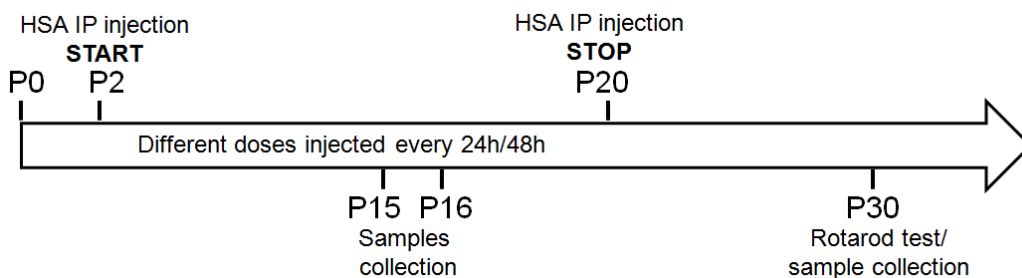 HSA IP injection
START
HSA IP injection
STOP
P0
P2
P20
Different doses injected every 24h/48h
P15
P16
P30
Samples
collection
Rotarod test/
sample collection